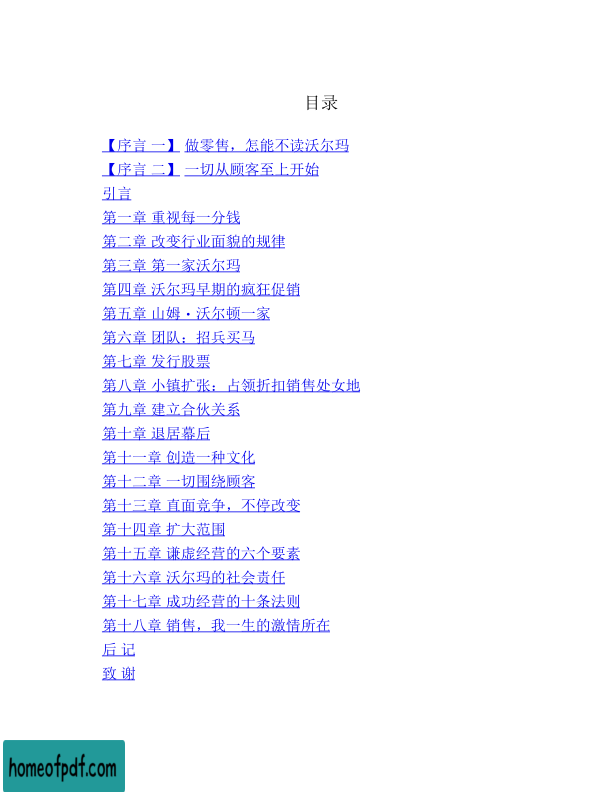 目录
【序言 一】 做零售，怎能不读沃尔玛
【序言 二】 一切从顾客至上开始
引言
第一章 重视每一分钱
第二章 改变行业面貌的规律
第三章 第一家沃尔玛
第四章 沃尔玛早期的疯狂促销
第五章 山姆·沃尔顿一家
第六章 团队：招兵买马
第七章 发行股票
第八章 小镇扩张：占领折扣销售处女地
第九章 建立合伙关系
第十章 退居幕后
第十一章 创造一种文化
第十二章 一切围绕顾客
第十三章 直面竞争，不停改变
第十四章 扩大范围
第十五章 谦虚经营的六个要素
第十六章 沃尔玛的社会责任
第十七章 成功经营的十条法则
第十八章 销售，我一生的激情所在
后 记
致 谢
homeofpdf.com